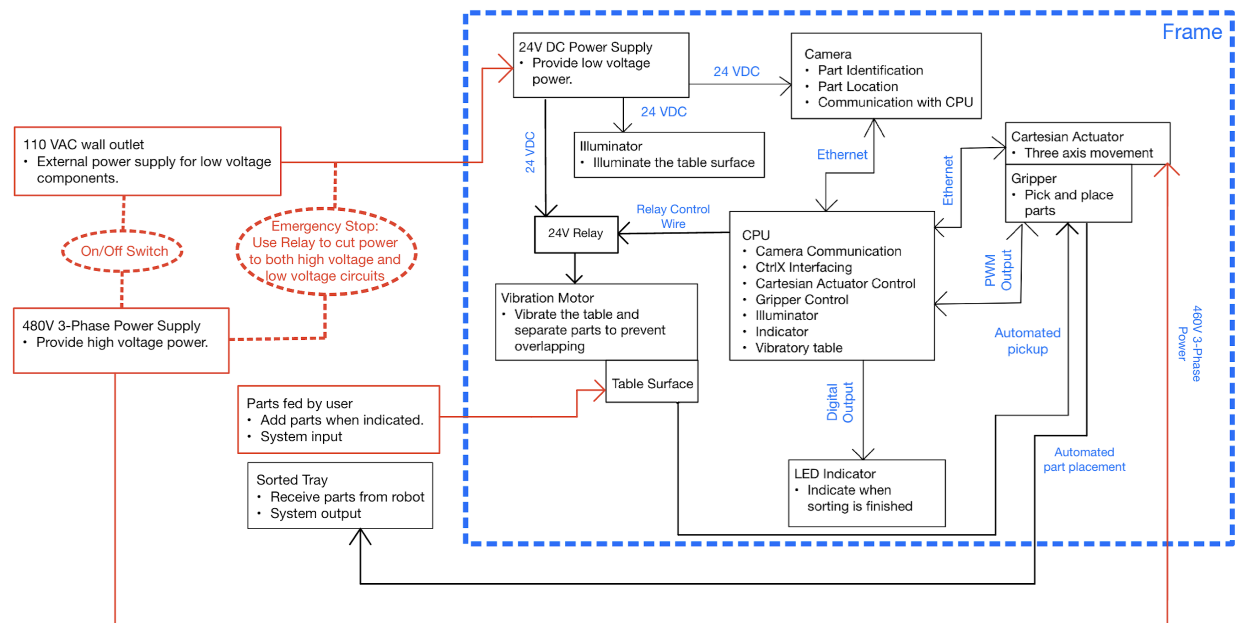 Frame
24V DC Power Supply
• Provide low voltage
power.
24 VDC
Camera
• Part Identification
• Part Location
• Communication with CPU
24 VDC
24 VDC
110 VAC wall outlet
• External power supply for low voltage
components.
Illuminator
• Illuminate the table surface
Ethernet
Ethernet
Cartesian Actuator
• Three axis movement
Gripper
• Pick and place
parts
On/Off Switch
Emergency Stop:
Use Relay to cut power
to both high voltage and
low voltage circuits
24V Relay
Relay Control
Wire
CPU
• Camera Communication
• CtrlX Interfacing
• Cartesian Actuator Control
• Gripper Control
• Illuminator
• Indicator
• Vibratory table
PWM
Output
480V 3-Phase Power Supply
• Provide high voltage power.
Vibration Motor
• Vibrate the table and
separate parts to prevent
overlapping
Table Surface
Automated
pickup
460V 3-Phase
Power
Parts fed by user
• Add parts when indicated.
• System input
Digital
Output
Sorted Tray
• Receive parts from robot
• System output
LED Indicator
• Indicate when
sorting is finished
Automated
part placement